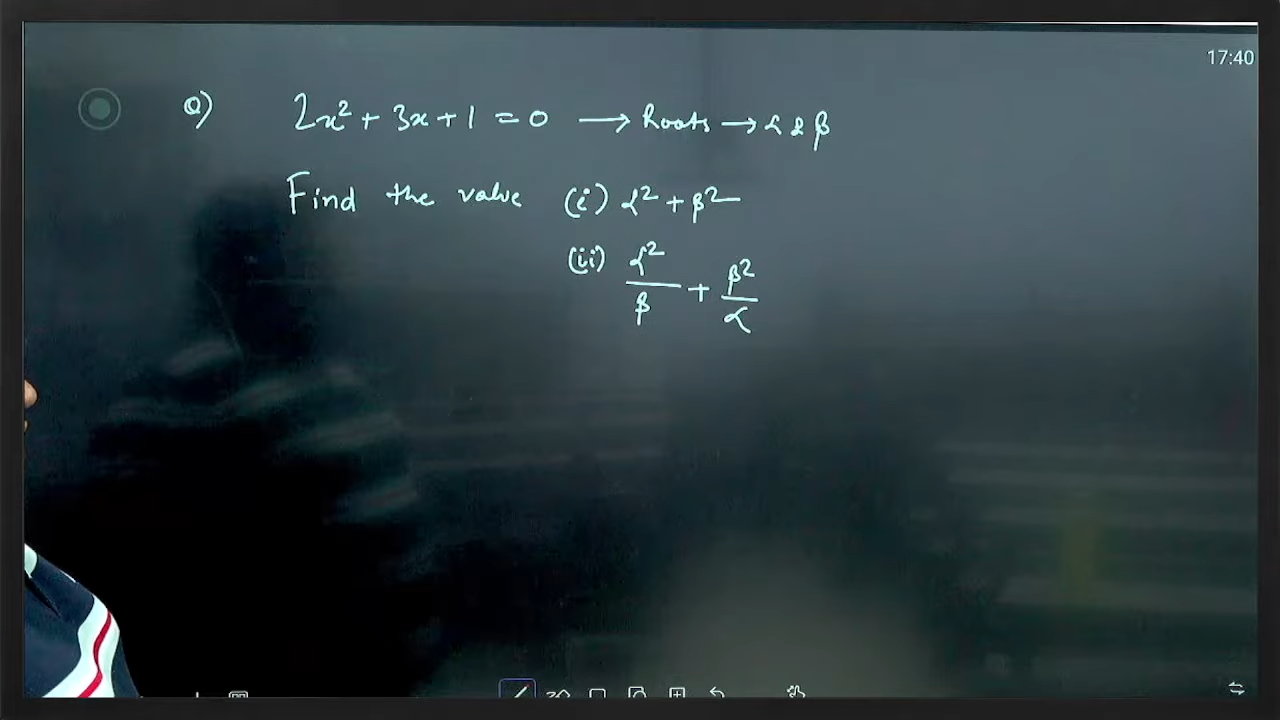 17:40
Q) 2x² + 3x + 1 = 0 → Roots → α & β
Find the value (i) α² + β²
(ii) α²/β + β²/α